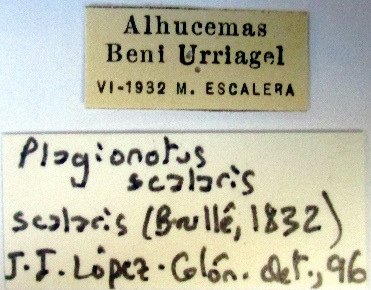 Alhucemas
Beni Urriagel
VI-1932 M. ESCALERA
Plagionotus
scalaris
scalaris (Brullé, 1832)
J. I. López-Colón. det., 96